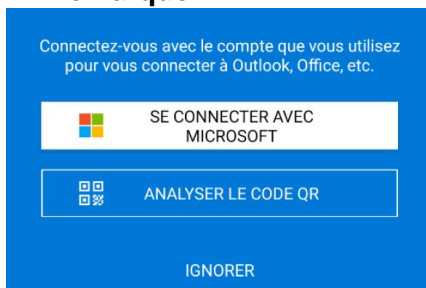 Connectez-vous avec le compte que vous utilisez
pour vous connecter à Outlook, Office, etc.
SE CONNECTER AVEC
MICROSOFT
ANALYSER LE CODE QR
IGNORER